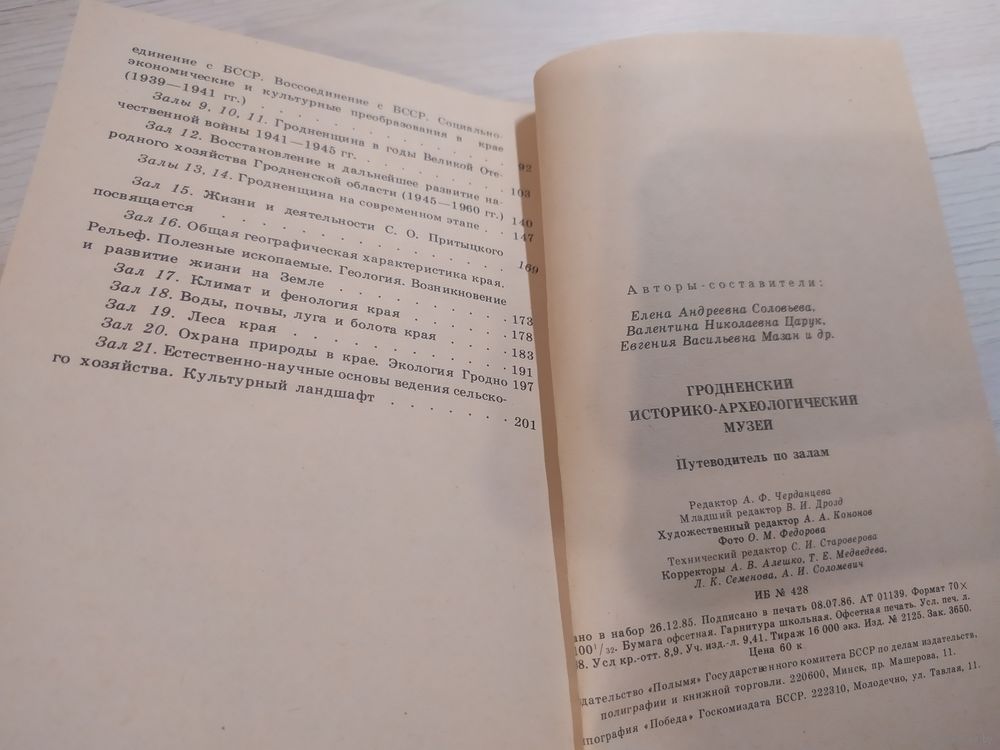 единение с БССР. Воссоединение с БССР. Социально-
экономические и культурные преобразования в крае
(1939—1941 гг.) . . . . . . . . . . . . 92
Залы 9, 10, 11. Гродненщина в годы Великой Оте-
чественной войны 1941—1945 гг. . . . . . . . 103
Зал 12. Восстановление и дальнейшее развитие на-
родного хозяйства Гродненской области (1945—1960 гг.) 140
Залы 13, 14. Гродненщина на современном этапе . . 147
Зал 15. Жизни и деятельности С. О. Притыцкого
посвящается . . . . . . . . . . . . 169
Зал 16. Общая географическая характеристика края.
Рельеф. Полезные ископаемые. Геология. Возникновение
и развитие жизни на Земле . . . . . . . 173
Зал 17. Климат и фенология края . . . . . . 178
Зал 18. Воды, почвы, луга и болота края . . . . 183
Зал 19. Леса края . . . . . . . . . . 191
Зал 20. Охрана природы в крае. Экология Гродно 197
Зал 21. Естественно-научные основы ведения сельско-
го хозяйства. Культурный ландшафт . . . . . . . 201
Авторы-составители:
Елена Андреевна Соловьева,
Валентина Николаевна Царук,
Евгения Васильевна Мазан и др.
ГРОДНЕНСКИЙ
ИСТОРИКО-АРХЕОЛОГИЧЕСКИЙ
МУЗЕЙ
Путеводитель по залам
Редактор А. Ф. Черданцева
Младший редактор В. И. Дрозд
Художественный редактор А. А. Кононов
Фото О. М. Федорова
Технический редактор С. И. Староверова
Корректоры А. В. Алешко, Т. Е. Медведева,
Л. К. Семенова, А. И. Соломевич
ИБ № 428
ано в набор 26.12.85. Подписано в печать 08.07.86. АТ 01139. Формат 70×
100¹/₃₂. Бумага офсетная. Гарнитура школьная. Офсетная печать. Усл. печ. л.
8. Усл кр.-отт. 8,9. Уч. изд.-л. 9,41. Тираж 16 000 экз. Изд. № 2125. Зак. 3650.
Цена 60 к
здательство «Полымя» Государственного комитета БССР по делам издательств,
полиграфии и книжной торговли. 220600, Минск, пр. Машерова, 11.
ипография «Победа» Госкомиздата БССР. 222310, Молодечно, ул. Тавлая, 11.